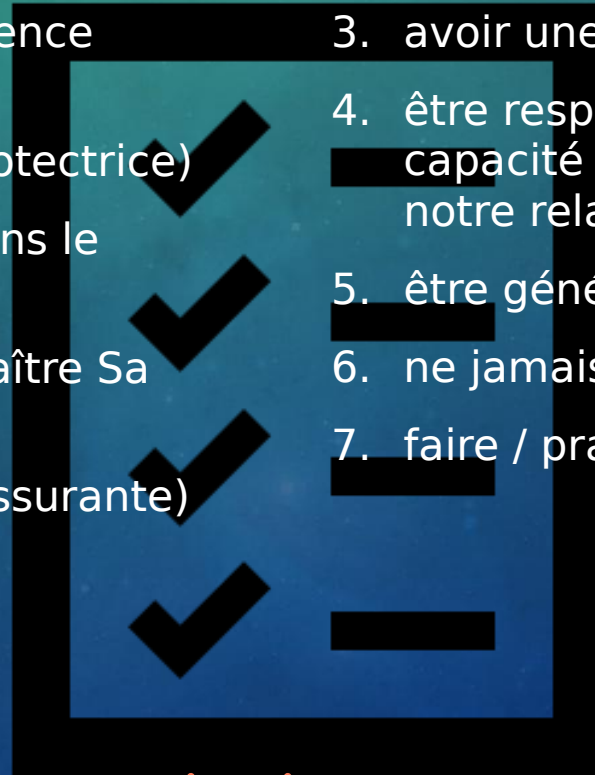 ence
otectrice)
ns le
aître Sa
ssurante)
3. avoir une
4. être resp
capacité
notre rela
5. être géné
6. ne jamais
7. faire / pra